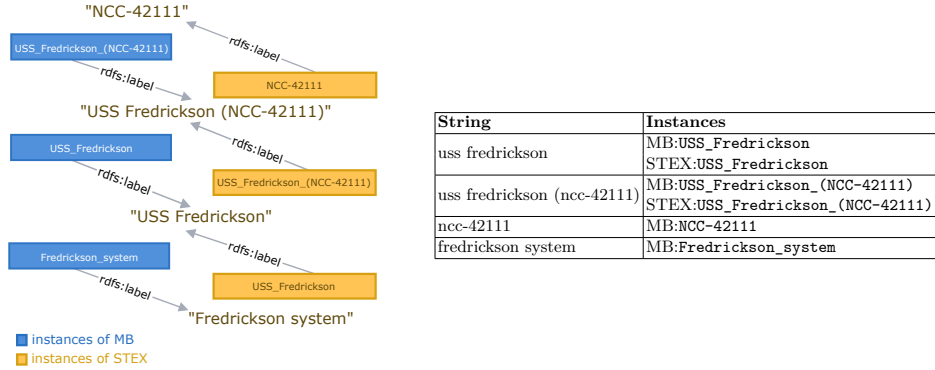 "NCC-42111"
USS_Fredrickson_(NCC-42111)
rdfs:label
rdfs:label
NCC-42111
"USS Fredrickson (NCC-42111)"
USS_Fredrickson
rdfs:label
rdfs:label
USS_Fredrickson_(NCC-42111)
"USS Fredrickson"
Fredrickson_system
rdfs:label
rdfs:label
USS_Fredrickson
"Fredrickson system"
instances of MB
instances of STEX
String Instances
uss fredrickson MB:USS_Fredrickson
STEX:USS_Fredrickson
uss fredrickson (ncc-42111) MB:USS_Fredrickson_(NCC-42111)
STEX:USS_Fredrickson_(NCC-42111)
ncc-42111 MB:NCC-42111
fredrickson system MB:Fredrickson_system